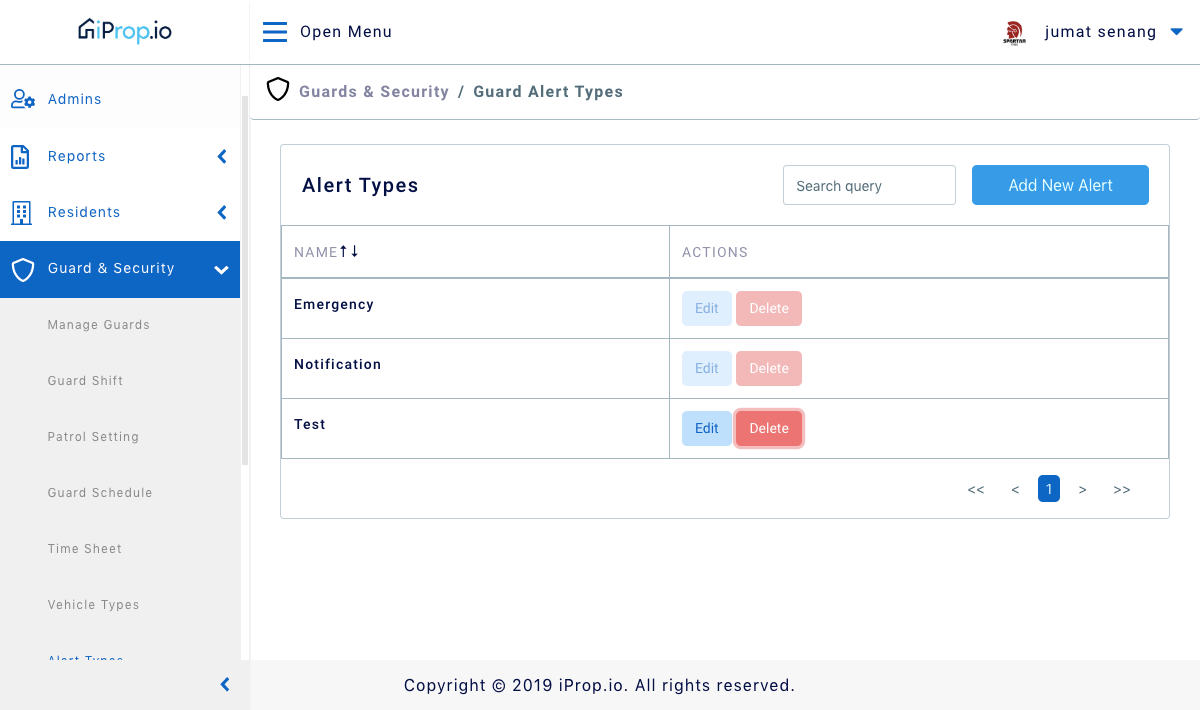 iProp.io
Open Menu
SPARTAN
jumat senang
Admins
Reports
Residents
Guard & Security
Manage Guards
Guard Shift
Patrol Setting
Guard Schedule
Time Sheet
Vehicle Types
Alert Types
Guards & Security / Guard Alert Types
Alert Types
Search query
Add New Alert
NAME↑↓ ACTIONS
Emergency Edit Delete
Notification Edit Delete
Test Edit Delete
<< < 1 > >>
Copyright © 2019 iProp.io. All rights reserved.